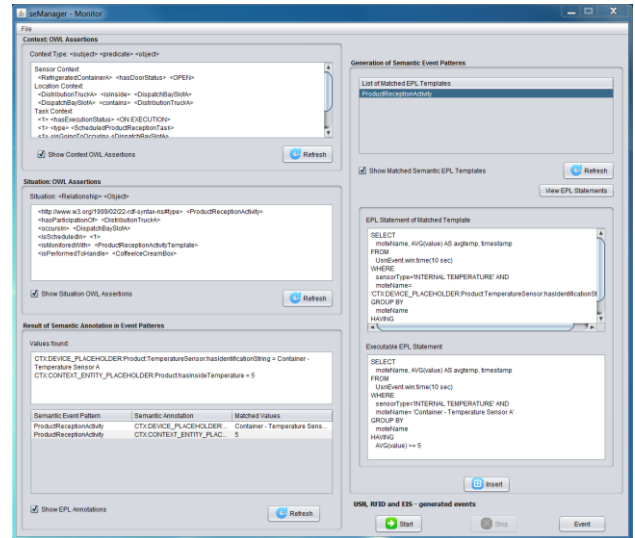 seManager - Monitor
File
Context: OWL Assertions
Context Type: <subject> <predicate> <object>
Sensor Context
<RefrigeratedContainerA> <hasDoorStatus> <OPEN>
Location Context
<DistributionTruckA> <isInside> <DispatchBaySlotA>
<DispatchBaySlotA> <contains> <DistributionTruckA>
Task Context
<1> <hasExecutionStatus> <ON EXECUTION>
<1> <type> <ScheduledProductReceptionTask>
<1> <isGoingToOccurIn> <DispatchBaySlotA>
Show Context OWL Assertions
Refresh
Situation: OWL Assertions
Situation: <Relationship> <Object>
<http://www.w3.org/1999/02/22-rdf-syntax-ns#type> <ProductReceptionActivity>
<hasParticipationOf> <DistributionTruckA>
<occursIn> <DispatchBaySlotA>
<isScheduledIn> <1>
<isMonitoredWith> <ProductReceptionActivityTemplate>
<isPerformedToHandle> <CoffeeIceCreamBox>
Show Situation OWL Assertions
Refresh
Result of Semantic Annotation in Event Patterns
Values found:
CTX:DEVICE_PLACEHOLDER:Product:TemperatureSensor:hasIdentificationString = Container -
Temperature Sensor A
CTX:CONTEXT_ENTITY_PLACEHOLDER:Product:hasInsideTemperature = 5
Semantic Event Pattern Semantic Annotation Matched Values
ProductReceptionActivity CTX:DEVICE_PLACEHOLDER:... Container - Temperature Sens...
ProductReceptionActivity CTX:CONTEXT_ENTITY_PLAC... 5
Show EPL Annotations
Refresh
Generation of Semantic Event Patterns
List of Matched EPL Templates
ProductReceptionActivity
Show Matched Semantic EPL Templates
Refresh
View EPL Statements
EPL Statement of Matched Template
SELECT
moteName, AVG(value) AS avgtemp, timestamp
FROM
UsnEvent.win:time(10 sec)
WHERE
sensorType='INTERNAL TEMPERATURE' AND
moteName=
'CTX:DEVICE_PLACEHOLDER:Product:TemperatureSensor:hasIdentificationSt
GROUP BY
moteName
HAVING
Executable EPL Statement
SELECT
moteName, AVG(value) AS avgtemp, timestamp
FROM
UsnEvent.win:time(10 sec)
WHERE
sensorType='INTERNAL TEMPERATURE' AND
moteName= 'Container - Temperature Sensor A'
GROUP BY
moteName
HAVING
AVG(value) >= 5
Insert
USN, RFID and EIS - generated events
Start
Stop
Event